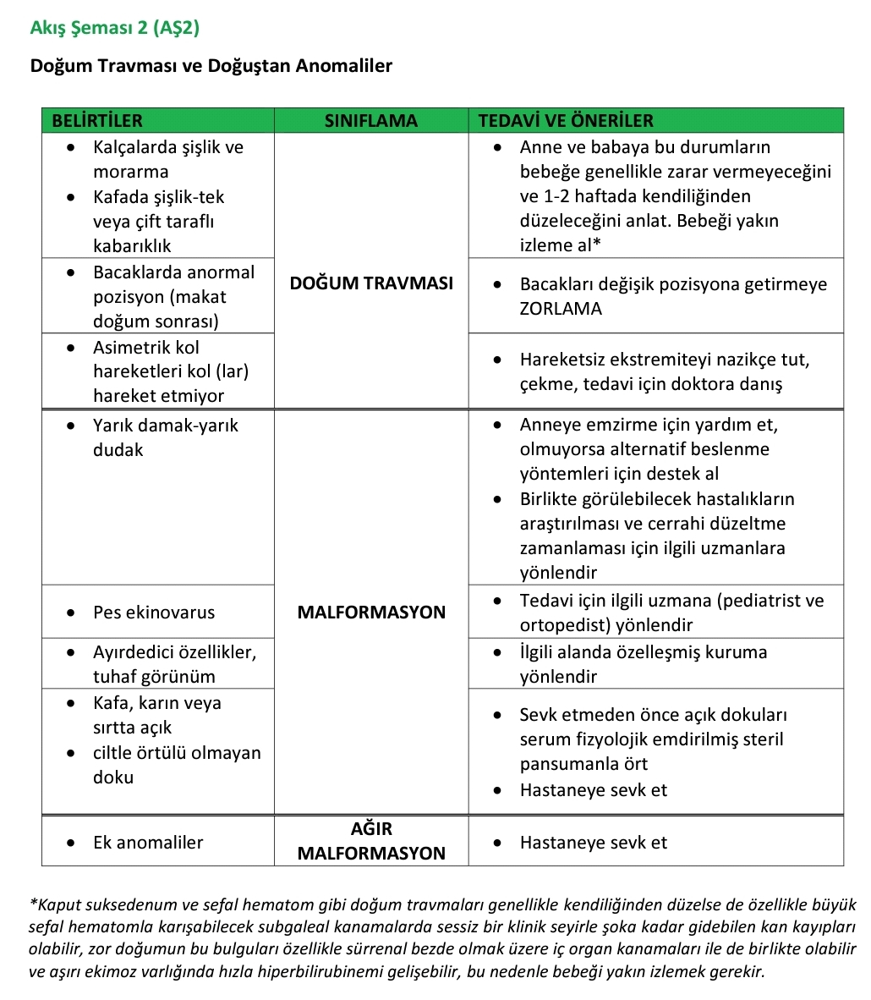 Akış Şeması 2 (AŞ2)
Doğum Travması ve Doğuştan Anomaliler
BELİRTİLER
SINIFLAMA
TEDAVİ VE ÖNERİLER
• Kalçalarda şişlik ve
morarma
• Kafada şişlik-tek
veya çift taraflı
kabarıklık
DOĞUM TRAVMASI
• Anne ve babaya bu durumların
bebeğe genellikle zarar vermeyeceğini
ve 1-2 haftada kendiliğinden
düzeleceğini anlat. Bebeği yakın
izleme al*
• Bacaklarda anormal
pozisyon (makat
doğum sonrası)
• Bacakları değişik pozisyona getirmeye
ZORLAMA
• Asimetrik kol
hareketleri kol (lar)
hareket etmiyor
• Hareketsiz ekstremiteyi nazikçe tut,
çekme, tedavi için doktora danış
• Yarık damak-yarık
dudak
MALFORMASYON
• Anneye emzirme için yardım et,
olmuyorsa alternatif beslenme
yöntemleri için destek al
• Birlikte görülebilecek hastalıkların
araştırılması ve cerrahi düzeltme
zamanlaması için ilgili uzmanlara
yönlendir
• Pes ekinovarus
• Tedavi için ilgili uzmana (pediatrist ve
ortopedist) yönlendir
• Ayırdedici özellikler,
tuhaf görünüm
• İlgili alanda özelleşmiş kuruma
yönlendir
• Kafa, karın veya
sırtta açık
• ciltle örtülü olmayan
doku
• Sevk etmeden önce açık dokuları
serum fizyolojik emdirilmiş steril
pansumanla ört
• Hastaneye sevk et
• Ek anomaliler
AĞIR
MALFORMASYON
• Hastaneye sevk et
*Kaput suksedenum ve sefal hematom gibi doğum travmaları genellikle kendiliğinden düzelse de özellikle büyük
sefal hematomla karışabilecek subgaleal kanamalarda sessiz bir klinik seyirle şoka kadar gidebilen kan kayıpları
olabilir, zor doğumun bu bulguları özellikle sürrenal bezde olmak üzere iç organ kanamaları ile de birlikte olabilir
ve aşırı ekimoz varlığında hızla hiperbilirubinemi gelişebilir, bu nedenle bebeği yakın izlemek gerekir.